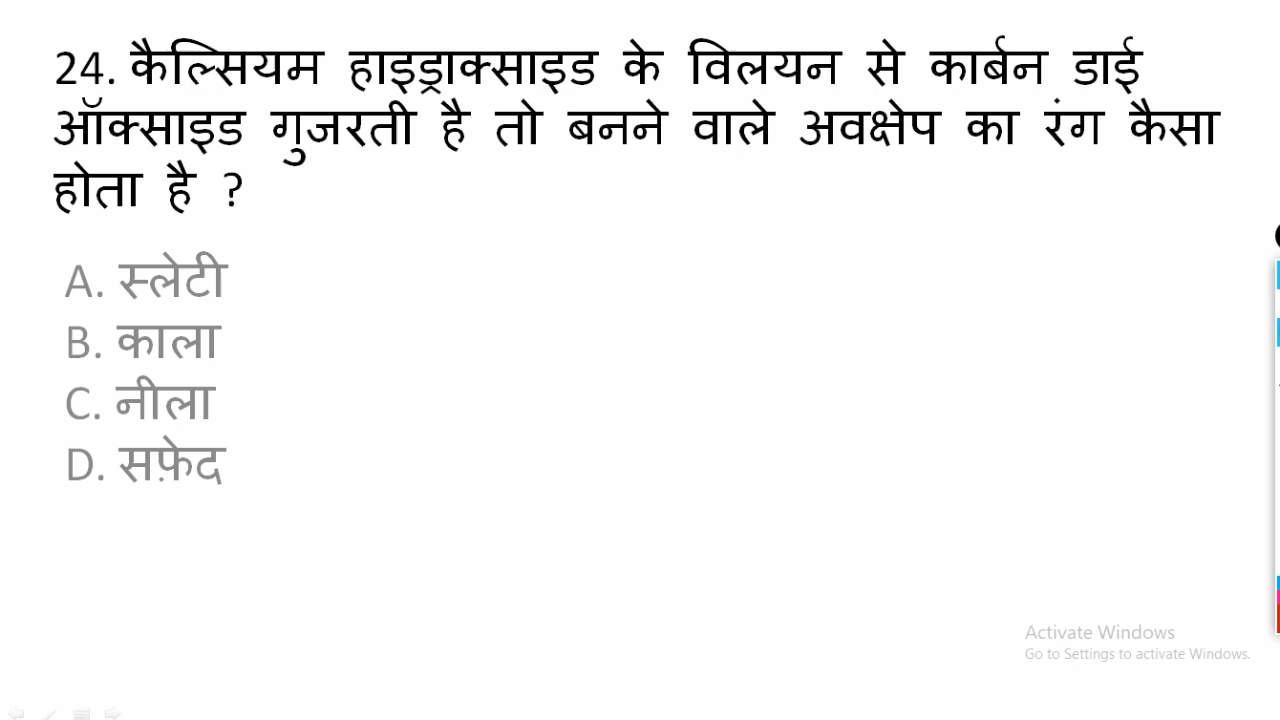 24. कैल्सियम हाइड्राक्साइड के विलयन से कार्बन डाई
ऑक्साइड गुजरती है तो बनने वाले अवक्षेप का रंग कैसा
होता है ?
A. स्लेटी
B. काला
C. नीला
D. सफ़ेद
Activate Windows
Go to Settings to activate Windows.